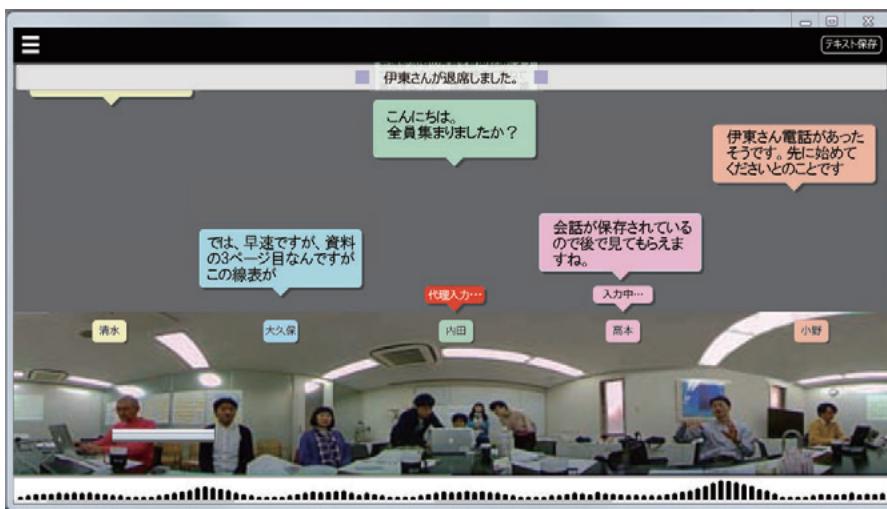 テキスト保存
伊東さんが退席しました。
こんにちは。
全員集まりましたか？
伊東さん電話があった
そうです。先に始めて
くださいとのことです
会話が保存されている
ので後で見てもらえま
すね。
では、早速ですが、資料
の3ページ目なんですが
この線表が
代理入力…
入力中…
清水
大久保
内田
高本
小野